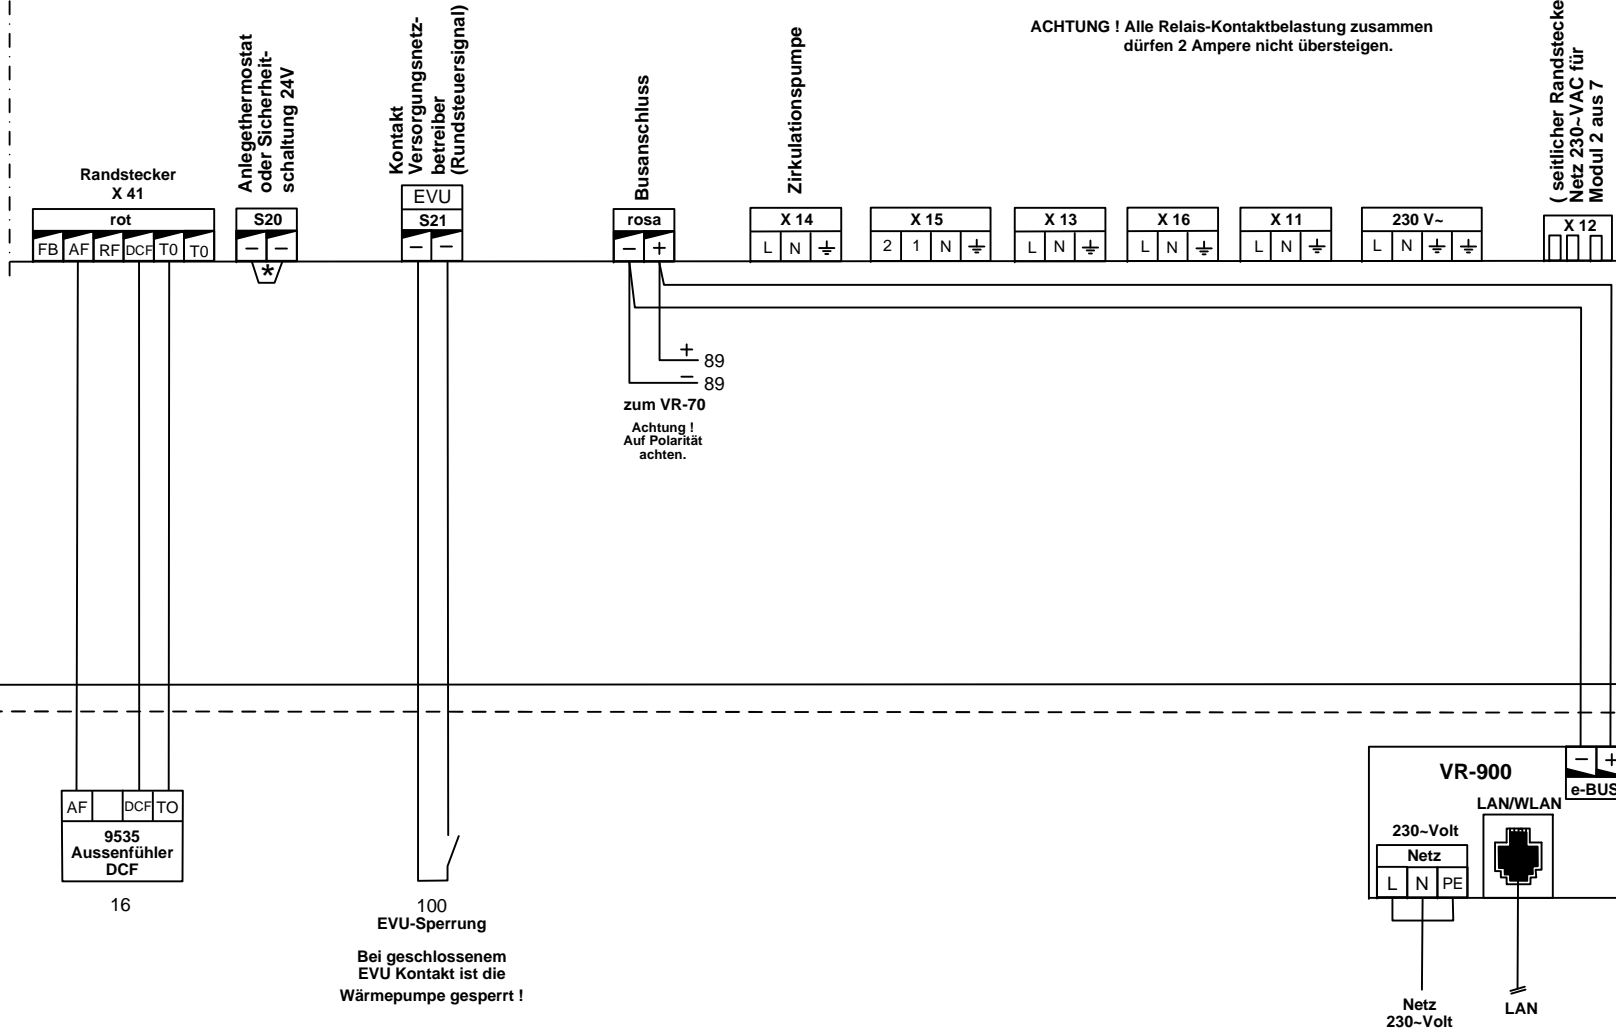 ACHTUNG ! Alle Relais-Kontaktbelastung zusammen
dürfen 2 Ampere nicht übersteigen.
Anlegethermostat
oder Sicherheit-
schaltung 24V
Kontakt
Versorgungsnetz-
betreiber
(Rundsteuersignal)
Busanschluss
Zirkulationspumpe
( seitlicher Randstecke
Netz 230~VAC für
Modul 2 aus 7
Randstecker
X 41
rot
FB AF RF DCF T0 T0
S20
– –
*
EVU
S21
– –
rosa
– +
X 14
L N
X 15
2 1 N
X 13
L N
X 16
L N
X 11
L N
230 V~
L N
X 12
+ 89
– 89
zum VR-70
Achtung !
Auf Polarität
achten.
AF DCF TO
9535
Aussenfühler
DCF
16
100
EVU-Sperrung
Bei geschlossenem
EVU Kontakt ist die
Wärmepumpe gesperrt !
VR-900
– +
e-BUS
LAN/WLAN
230~Volt
Netz
L N PE
Netz
230~Volt
LAN